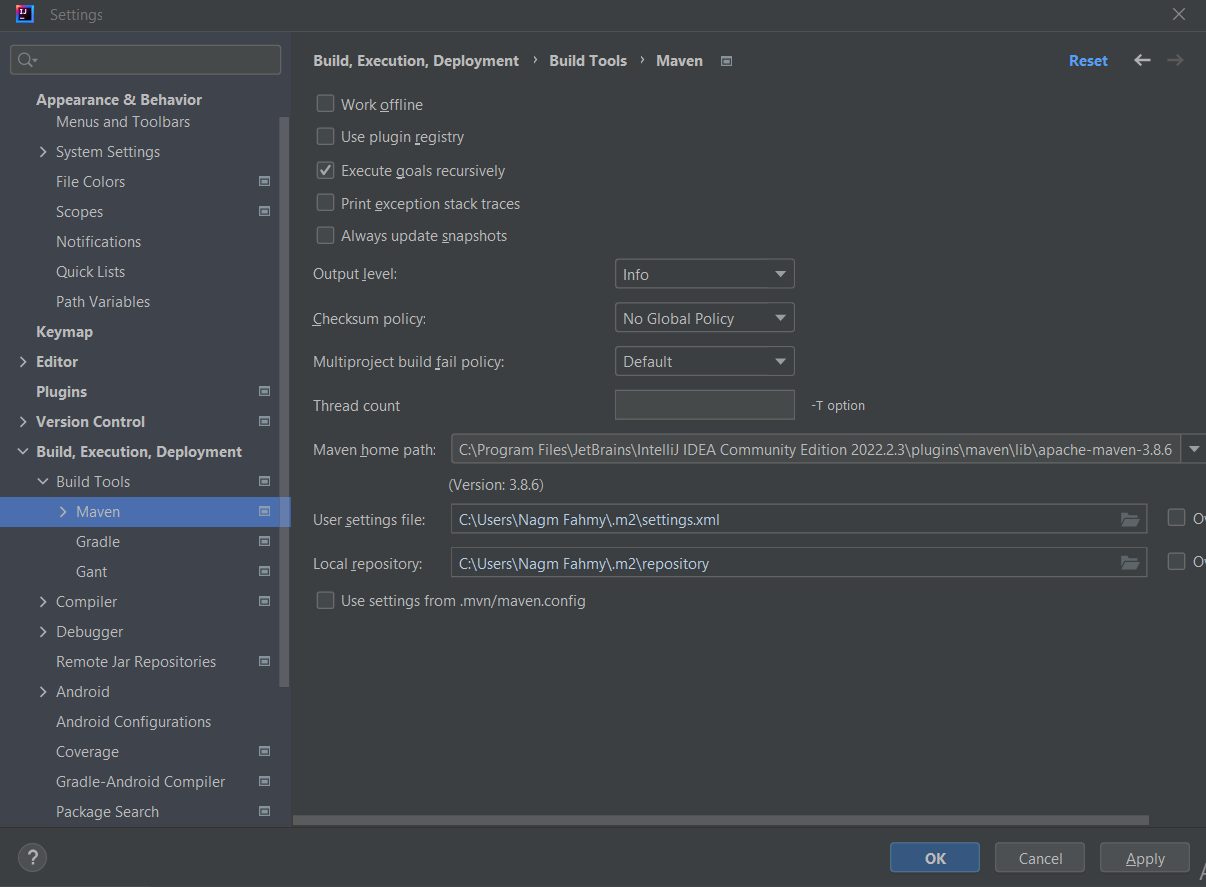 Settings
Appearance & Behavior
Menus and Toolbars
System Settings
File Colors
Scopes
Notifications
Quick Lists
Path Variables
Keymap
Editor
Plugins
Version Control
Build, Execution, Deployment
Build Tools
Maven
Gradle
Gant
Compiler
Debugger
Remote Jar Repositories
Android
Android Configurations
Coverage
Gradle-Android Compiler
Package Search
Build, Execution, Deployment › Build Tools › Maven
Reset
Work offline
Use plugin registry
Execute goals recursively
Print exception stack traces
Always update snapshots
Output level: Info
Checksum policy: No Global Policy
Multiproject build fail policy: Default
Thread count -T option
Maven home path: C:\Program Files\JetBrains\IntelliJ IDEA Community Edition 2022.2.3\plugins\maven\lib\apache-maven-3.8.6
(Version: 3.8.6)
User settings file: C:\Users\Nagm Fahmy\.m2\settings.xml
Local repository: C:\Users\Nagm Fahmy\.m2\repository
Use settings from .mvn/maven.config
? OK Cancel Apply